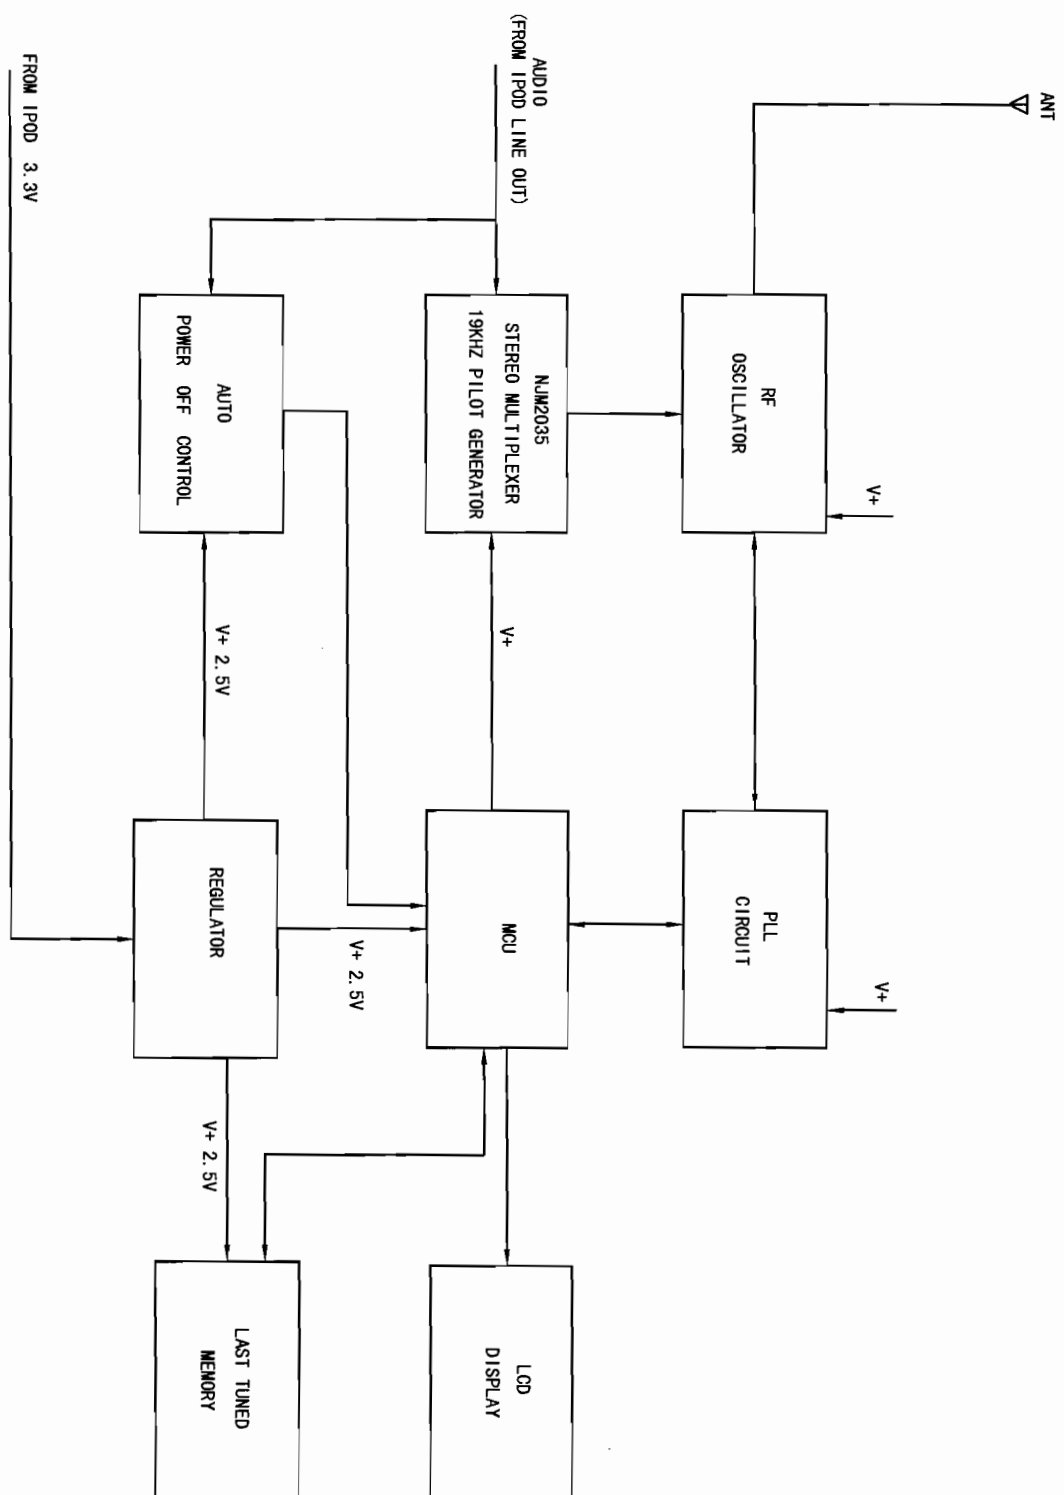 ANT
RF
OSCILLATOR
V+
PLL
CIRCUIT
V+
AUDIO
(FROM IPOD LINE OUT)
NJM2035
STEREO MULTIPLEXER
19KHZ PILOT GENERATOR
V+
MCU
LCD
DISPLAY
AUTO
POWER OFF CONTROL
V+ 2.5V
REGULATOR
V+ 2.5V
V+ 2.5V
LAST TUNED
MEMORY
FROM IPOD 3.3V